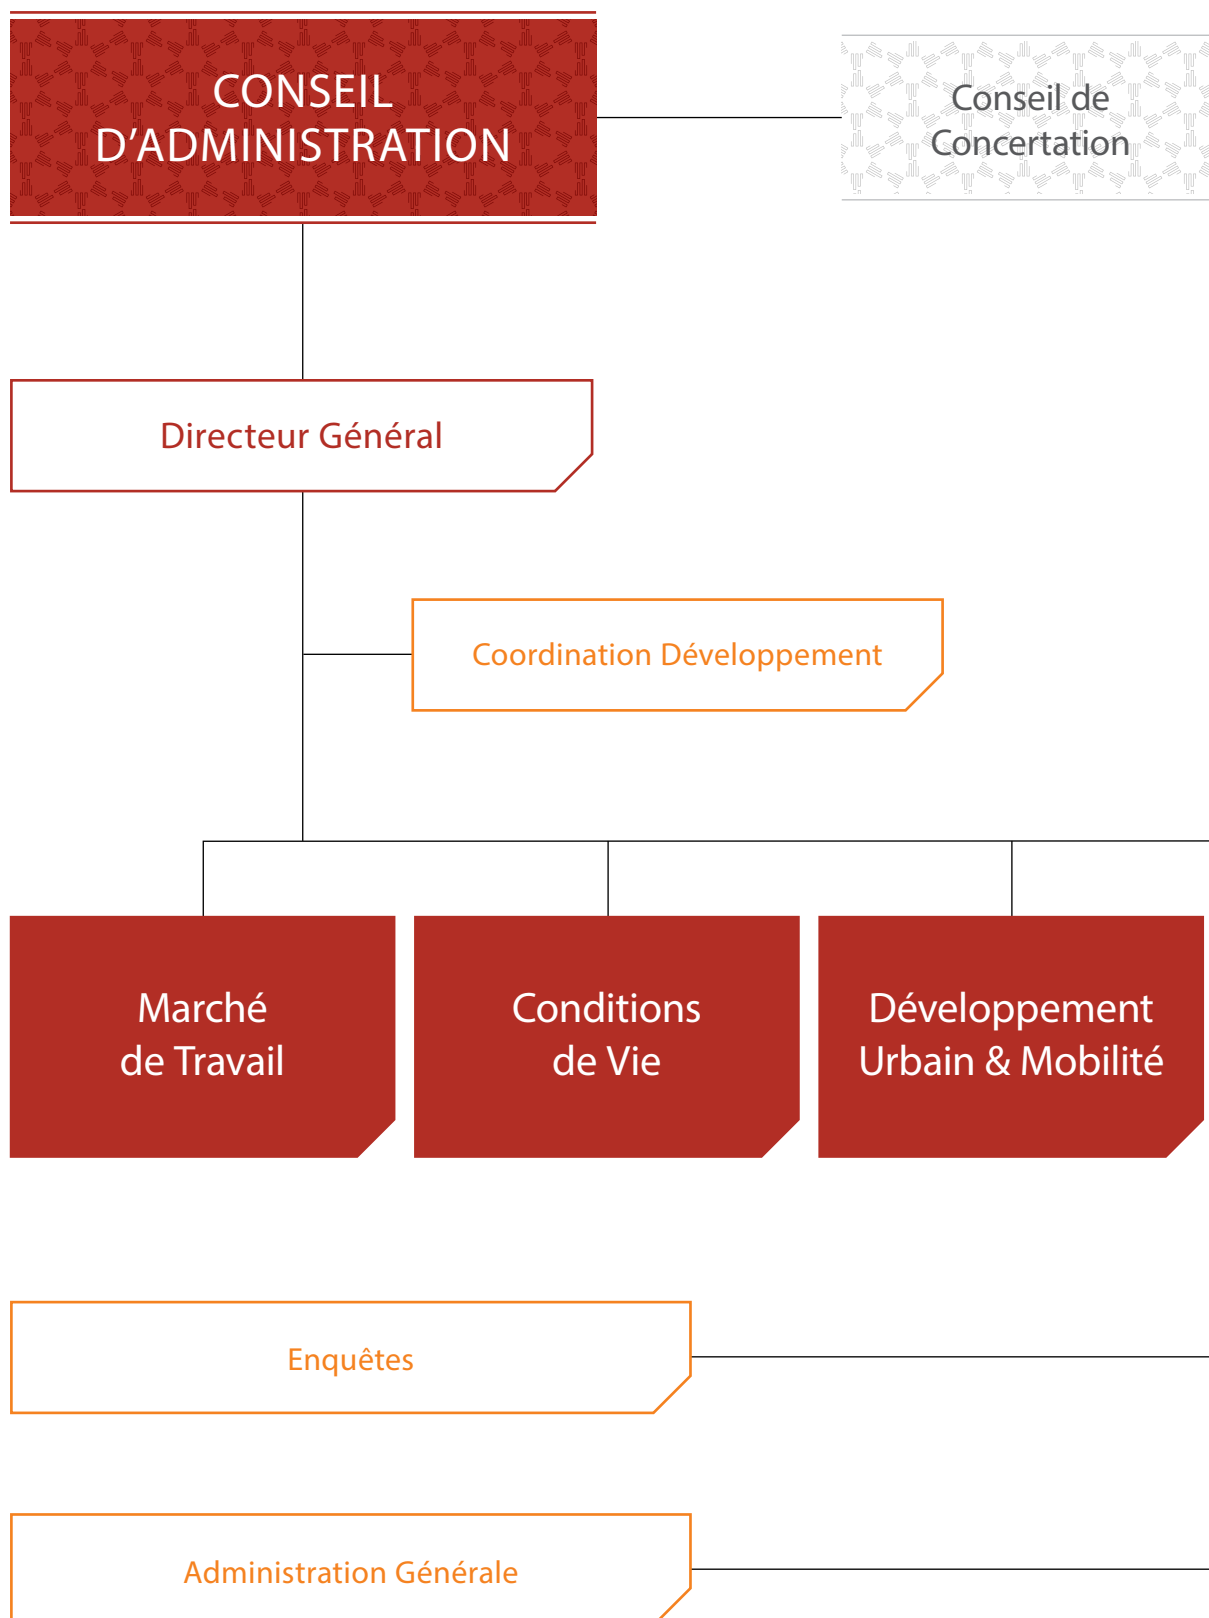 CONSEIL
D'ADMINISTRATION
Conseil de
Concertation
Directeur Général
Coordination Développement
Marché
de Travail
Conditions
de Vie
Développement
Urbain & Mobilité
Enquêtes
Administration Générale